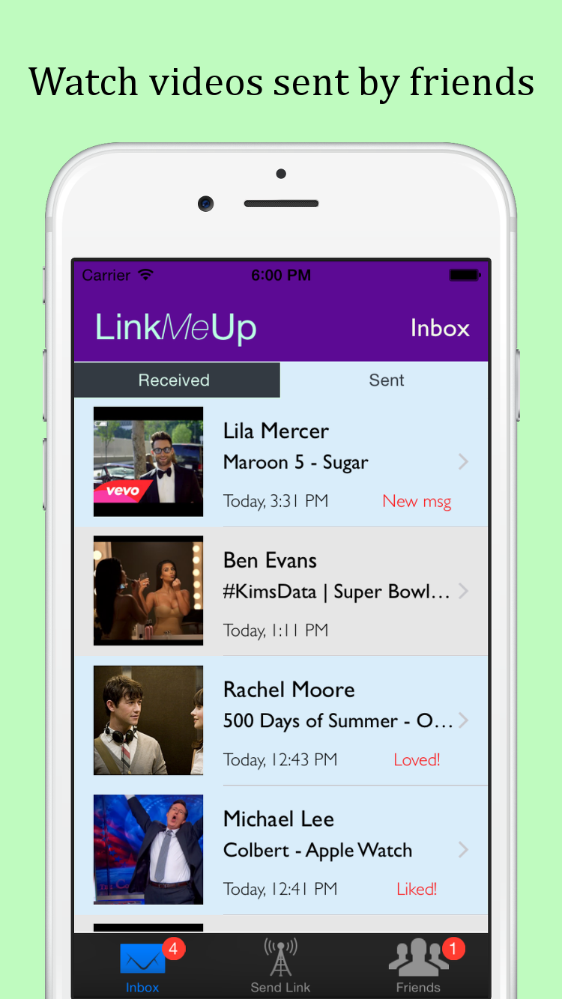 Watch videos sent by friends
Carrier 6:00 PM
LinkMeUp Inbox
Received Sent
Lila Mercer
Maroon 5 - Sugar
vevo
Today, 3:31 PM New msg
Ben Evans
#KimsData | Super Bowl...
Today, 1:11 PM
Rachel Moore
500 Days of Summer - O...
Today, 12:43 PM Loved!
Michael Lee
Colbert - Apple Watch
Today, 12:41 PM Liked!
4 1
Inbox Send Link Friends